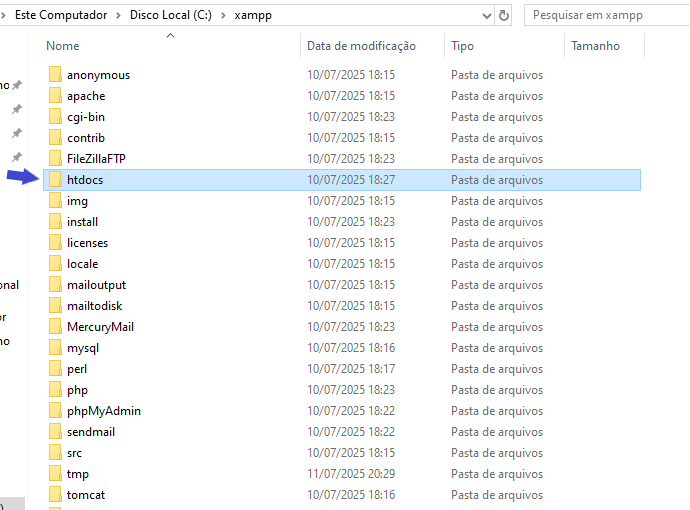 Este Computador > Disco Local (C:) > xampp
Pesquisar em xampp
Nome Data de modificação Tipo Tamanho
anonymous 10/07/2025 18:15 Pasta de arquivos
apache 10/07/2025 18:15 Pasta de arquivos
cgi-bin 10/07/2025 18:23 Pasta de arquivos
contrib 10/07/2025 18:15 Pasta de arquivos
FileZillaFTP 10/07/2025 18:23 Pasta de arquivos
htdocs 10/07/2025 18:27 Pasta de arquivos
img 10/07/2025 18:15 Pasta de arquivos
install 10/07/2025 18:23 Pasta de arquivos
licenses 10/07/2025 18:15 Pasta de arquivos
locale 10/07/2025 18:15 Pasta de arquivos
mailoutput 10/07/2025 18:15 Pasta de arquivos
mailtodisk 10/07/2025 18:15 Pasta de arquivos
MercuryMail 10/07/2025 18:23 Pasta de arquivos
mysql 10/07/2025 18:16 Pasta de arquivos
perl 10/07/2025 18:17 Pasta de arquivos
php 10/07/2025 18:23 Pasta de arquivos
phpMyAdmin 10/07/2025 18:22 Pasta de arquivos
sendmail 10/07/2025 18:22 Pasta de arquivos
src 10/07/2025 18:15 Pasta de arquivos
tmp 11/07/2025 20:29 Pasta de arquivos
tomcat 10/07/2025 18:16 Pasta de arquivos